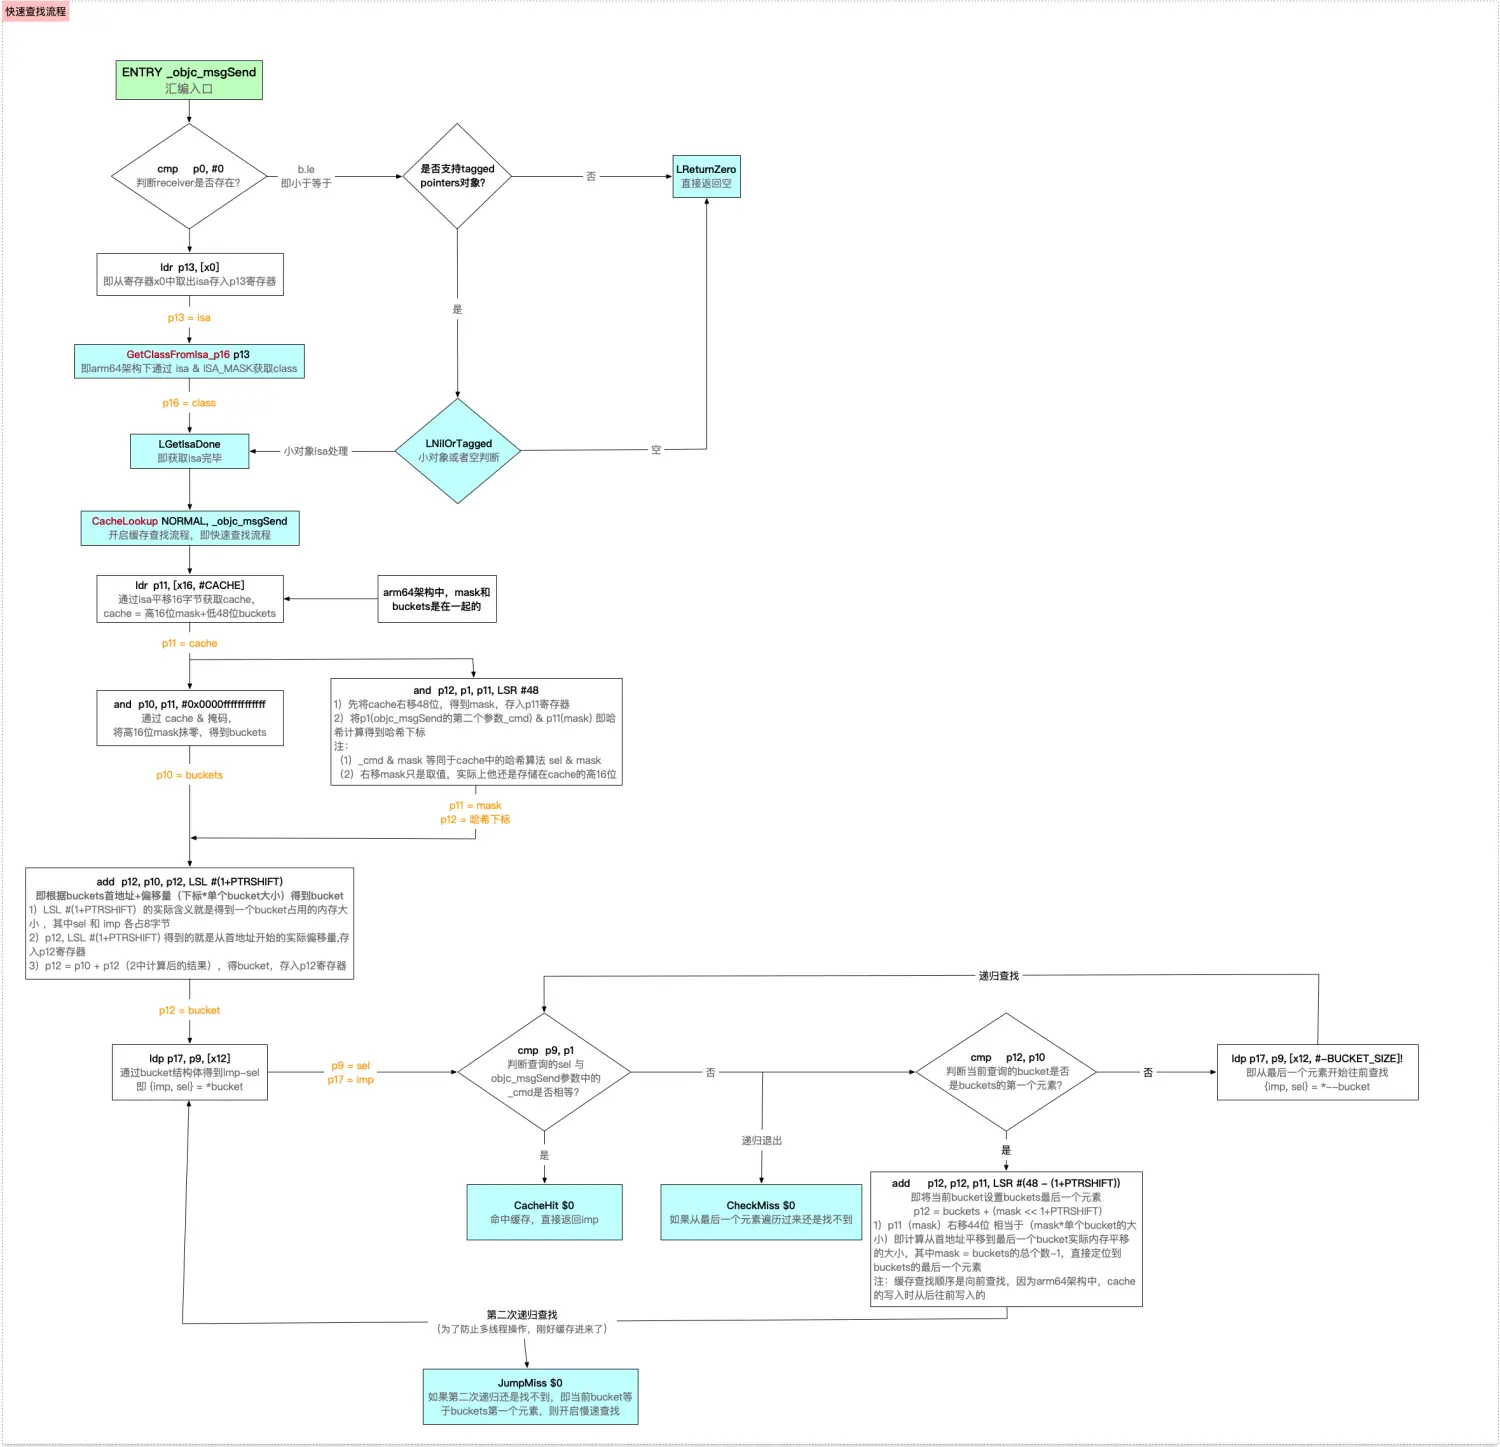 快速查找流程
ENTRY _objc_msgSend
汇编入口
cmp p0, #0
判断receiver是否存在?
b.le
即小于等于
是否支持tagged
pointers对象?
否
LReturnZero
直接返回空
ldr p13, [x0]
即从寄存器x0中取出isa存入p13寄存器
p13 = isa
是
GetClassFromIsa_p16 p13
即arm64架构下通过 isa & ISA_MASK获取class
p16 = class
LGetIsaDone
即获取isa完毕
小对象isa处理
LNilOrTagged
小对象或者空判断
空
CacheLookup NORMAL, _objc_msgSend
开启缓存查找流程，即快速查找流程
ldr p11, [x16, #CACHE]
通过isa平移16字节获取cache,
cache = 高16位mask+低48位buckets
arm64架构中，mask和
buckets是在一起的
p11 = cache
and p10, p11, #0x0000ffffffffffff
通过 cache & 掩码，
将高16位mask抹零，得到buckets
and p12, p1, p11, LSR #48
1）先将cache右移48位，得到mask，存入p11寄存器
2）将p1(objc_msgSend的第二个参数_cmd) & p11(mask) 即哈
希计算得到哈希下标
注：
（1）_cmd & mask 等同于cache中的哈希算法 sel & mask
（2）右移mask只是取值，实际上他还是存储在cache的高16位
p10 = buckets
p11 = mask
p12 = 哈希下标
add p12, p10, p12, LSL #(1+PTRSHIFT)
即根据buckets首地址+偏移量（下标*单个bucket大小）得到bucket
1）LSL #(1+PTRSHIFT）的实际含义就是得到一个bucket占用的内存大
小 ，其中sel 和 imp 各占8字节
2）p12, LSL #(1+PTRSHIFT) 得到的就是从首地址开始的实际偏移量,存
入p12寄存器
3）p12 = p10 + p12（2中计算后的结果），得bucket，存入p12寄存器
p12 = bucket
递归查找
ldp p17, p9, [x12]
通过bucket结构体得到imp-sel
即 {imp, sel} = *bucket
p9 = sel
p17 = imp
cmp p9, p1
判断查询的sel 与
objc_msgSend参数中的
_cmd是否相等?
否
cmp p12, p10
判断当前查询的bucket是否
是buckets的第一个元素?
否
ldp p17, p9, [x12, #-BUCKET_SIZE]!
即从最后一个元素开始往前查找
{imp, sel} = *--bucket
是
递归退出
是
CacheHit $0
命中缓存，直接返回imp
CheckMiss $0
如果从最后一个元素遍历过来还是找不到
add p12, p12, p11, LSR #(48 - (1+PTRSHIFT))
即将当前bucket设置buckets最后一个元素
p12 = buckets + (mask << 1+PTRSHIFT)
1）p11（mask）右移44位 相当于（mask*单个bucket的大
小）即计算从首地址平移到最后一个bucket实际内存平移
的大小，其中mask = buckets的总个数-1，直接定位到
buckets的最后一个元素
注：缓存查找顺序是向前查找，因为arm64架构中，cache
的写入时从后往前写入的
第二次递归查找
（为了防止多线程操作，刚好缓存进来了）
JumpMiss $0
如果第二次递归还是找不到，即当前bucket等
于buckets第一个元素，则开启慢速查找